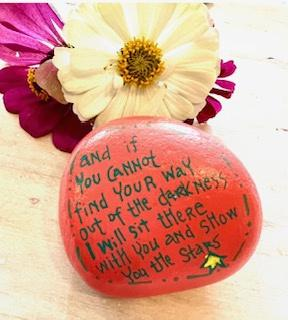 and if
You CANNOT
find YouR WAY
out of the daRKNESS
I will sit there
with You and show
You the Stars